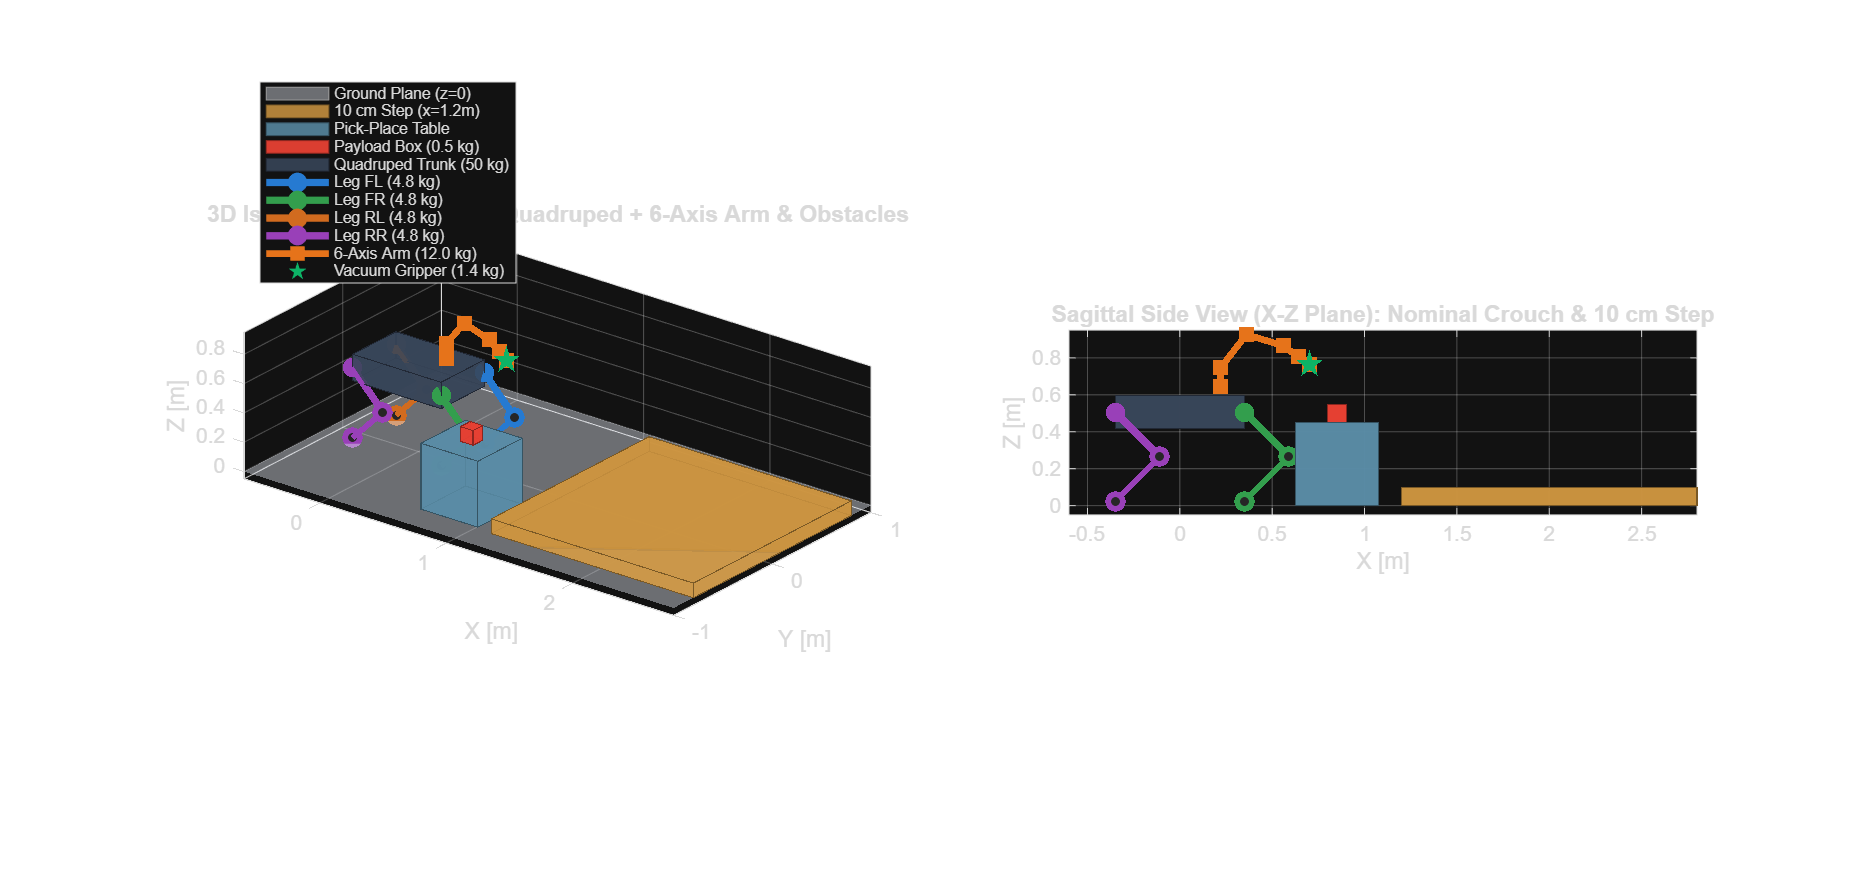 Ground Plane (z=0)
10 cm Step (x=1.2m)
Pick-Place Table
Payload Box (0.5 kg)
Quadruped Trunk (50 kg)
Leg FL (4.8 kg)
Leg FR (4.8 kg)
Leg RL (4.8 kg)
Leg RR (4.8 kg)
6-Axis Arm (12.0 kg)
Vacuum Gripper (1.4 kg)
3D + 6-Axis Arm & Obstacles
0.8
0.6
0.4
0.2
0
Z [m]
0
1
2
X [m]
-1
0
1
Y [m]
Sagittal Side View (X-Z Plane): Nominal Crouch & 10 cm Step
0.8
0.6
0.4
0.2
0
Z [m]
-0.5
0
0.5
1
1.5
2
2.5
X [m]